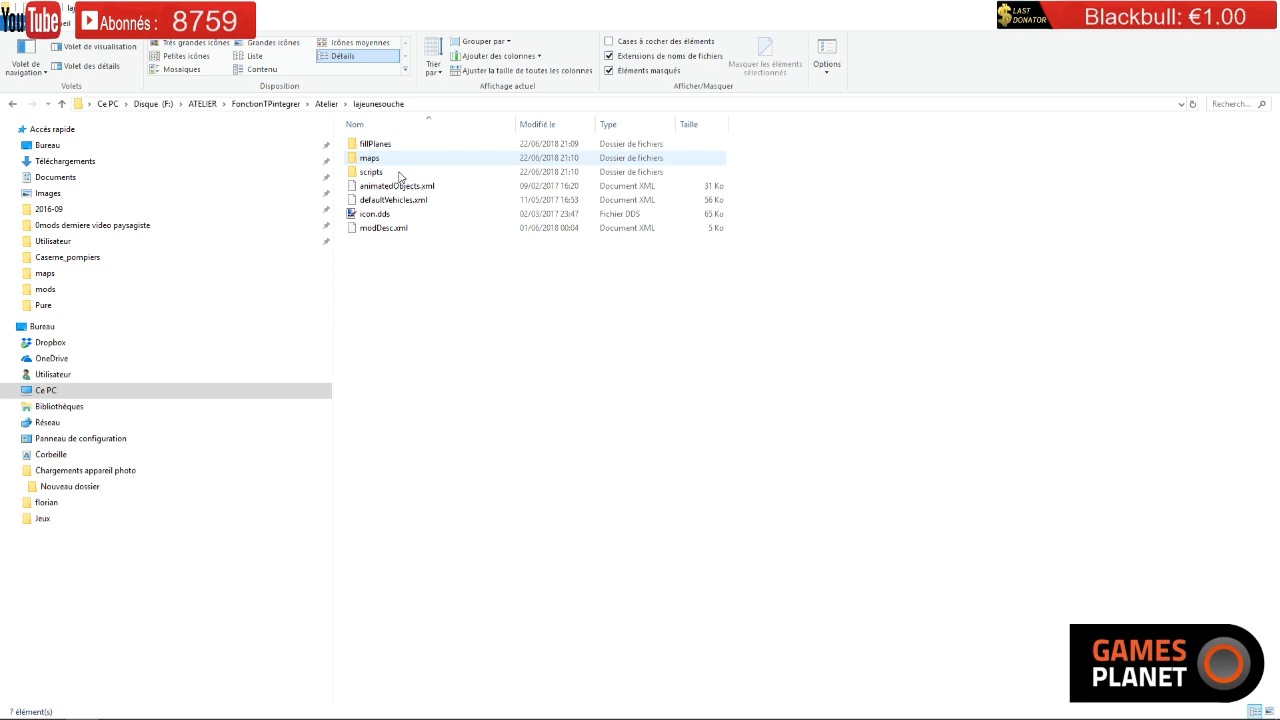 You Tube
Abonnés : 8759
LAST DONATOR
Blackbull: €1.00
Volet de navigation
Volet de visualisation
Volet des détails
Volets
Très grandes icônes
Grandes icônes
Icônes moyennes
Petites icônes
Liste
Détails
Mosaïques
Contenu
Disposition
Trier par
Grouper par
Ajouter des colonnes
Ajuster la taille de toutes les colonnes
Affichage actuel
Cases à cocher des éléments
Extensions de noms de fichiers
Éléments masqués
Masquer les éléments sélectionnés
Afficher/Masquer
Options
Ce PC > Disque (F:) > ATELIER > FonctionTPintegrer > Atelier > lajeunesouche
Recherch...
Accès rapide
Bureau
Téléchargements
Documents
Images
2016-09
0mods derniere video paysagiste
Utilisateur
Caserne_pompiers
maps
mods
Pure
Bureau
Dropbox
OneDrive
Utilisateur
Ce PC
Bibliothèques
Réseau
Panneau de configuration
Corbeille
Chargements appareil photo
Nouveau dossier
florian
Jeux
Nom Modifié le Type Taille
fillPlanes 22/06/2018 21:09 Dossier de fichiers
maps 22/06/2018 21:10 Dossier de fichiers
scripts 22/06/2018 21:10 Dossier de fichiers
animatedObjects.xml 09/02/2017 16:20 Document XML 31 Ko
defaultVehicles.xml 11/05/2017 16:53 Document XML 56 Ko
icon.dds 02/03/2017 23:47 Fichier DDS 65 Ko
modDesc.xml 01/06/2018 00:04 Document XML 5 Ko
GAMES
PLANET
7 élément(s)